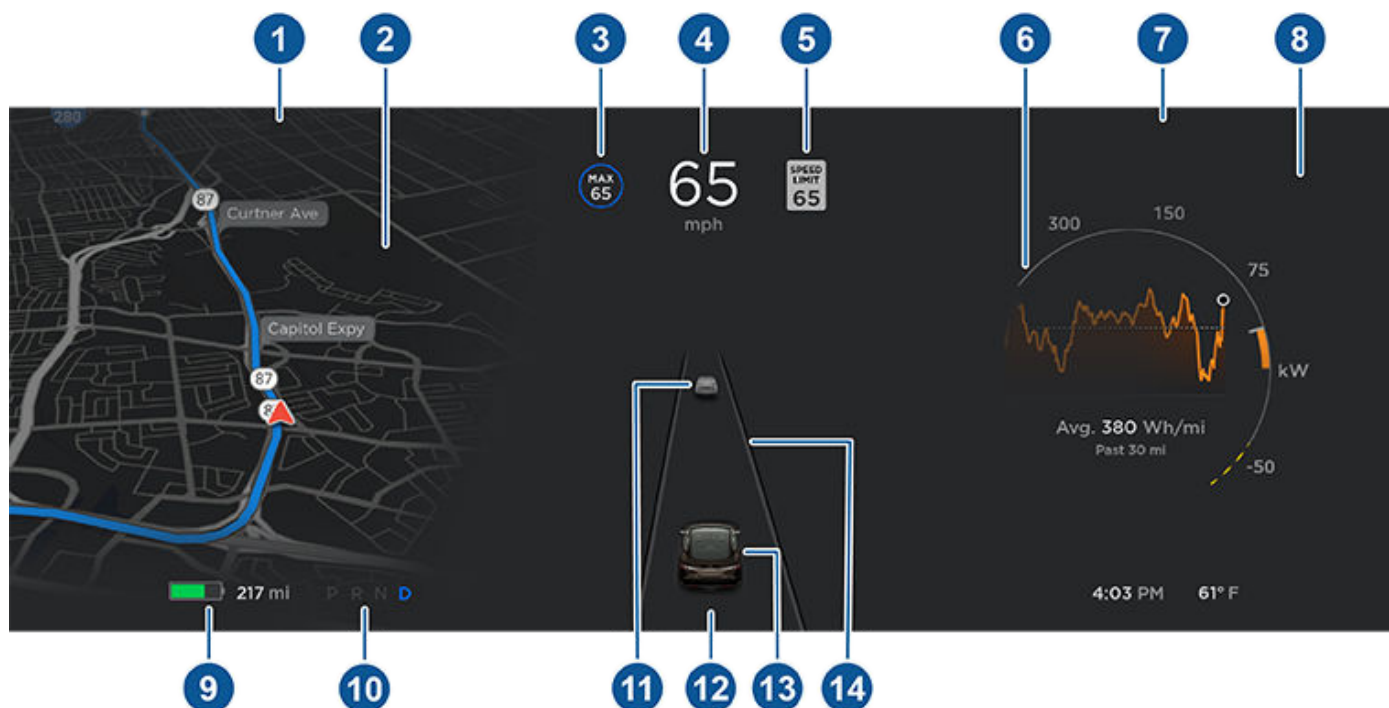 1
2
3
4
5
6
7
8
280
87
Curtner Ave
Capitol Expy
87
MAX
65
65
mph
SPEED
LIMIT
65
300
150
75
kW
-50
Avg. 380 Wh/mi
Past 30 mi
217 mi
P R N D
4:03 PM
61° F
9
10
11
12
13
14